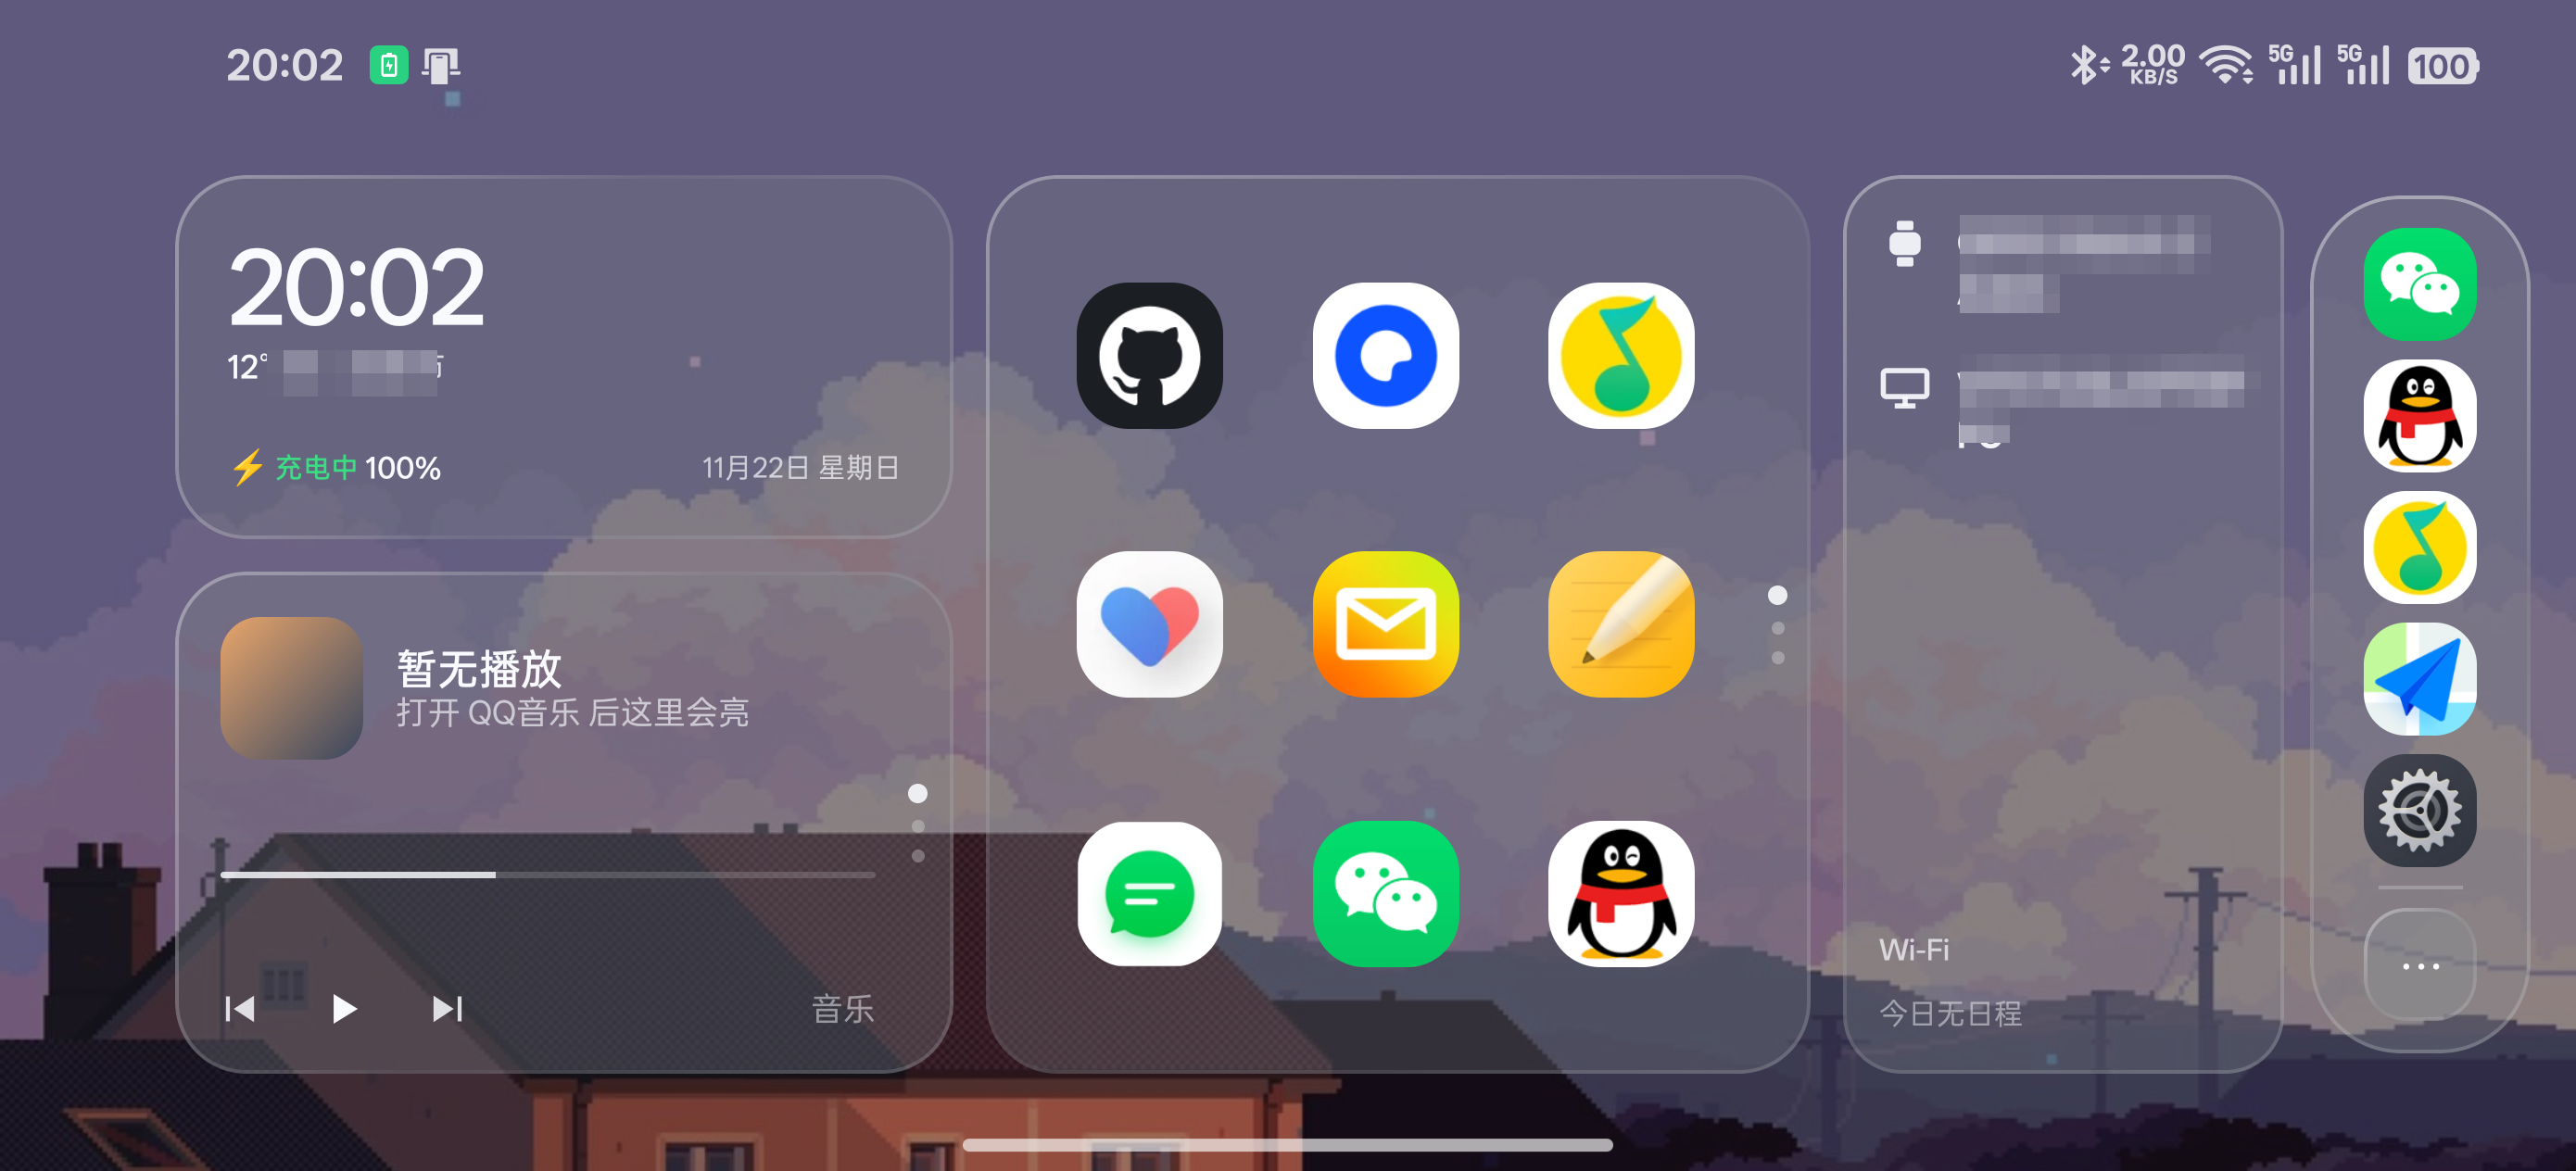 20:02
2.00
KB/S
5G
5G
100
20:02
12°
⚡ 充电中 100%
11月22日 星期日
暂无播放
打开 QQ音乐 后这里会亮
音乐
Wi-Fi
今日无日程